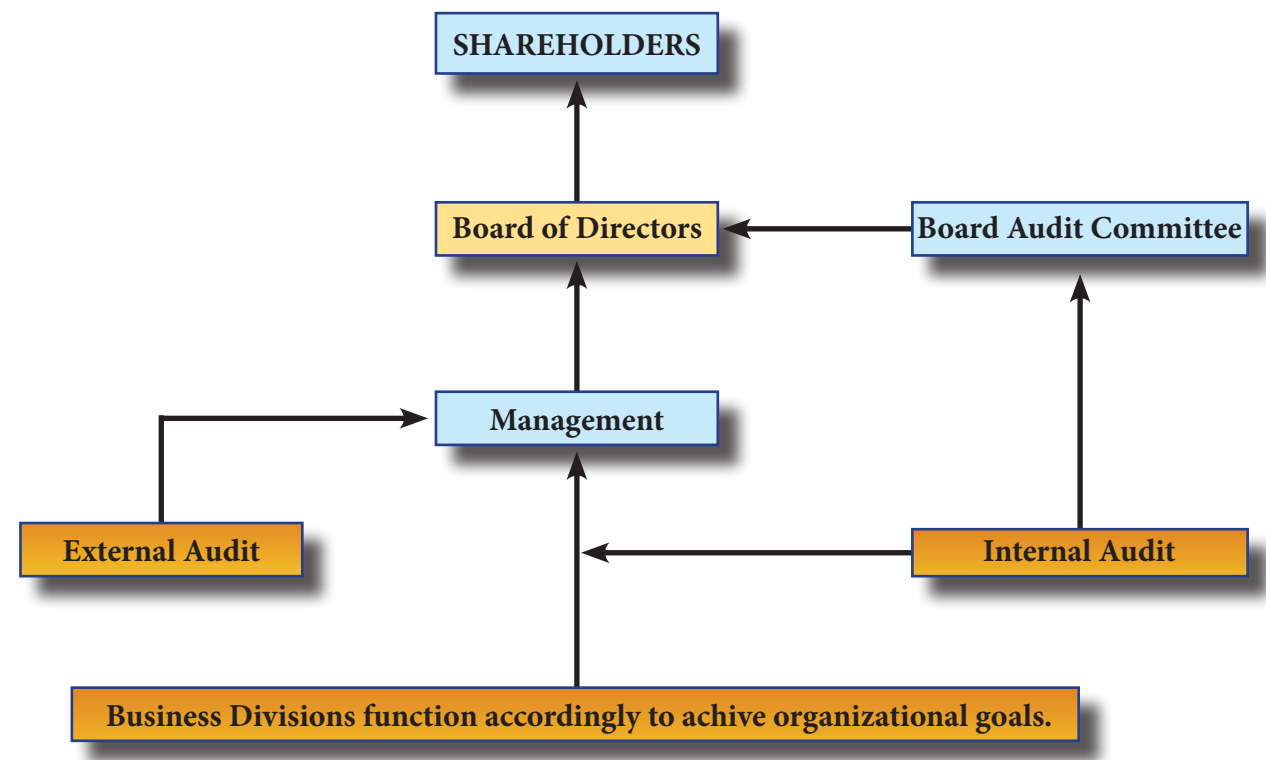 SHAREHOLDERS
Board of Directors
Board Audit Committee
Management
External Audit
Internal Audit
Business Divisions function accordingly to achive organizational goals.